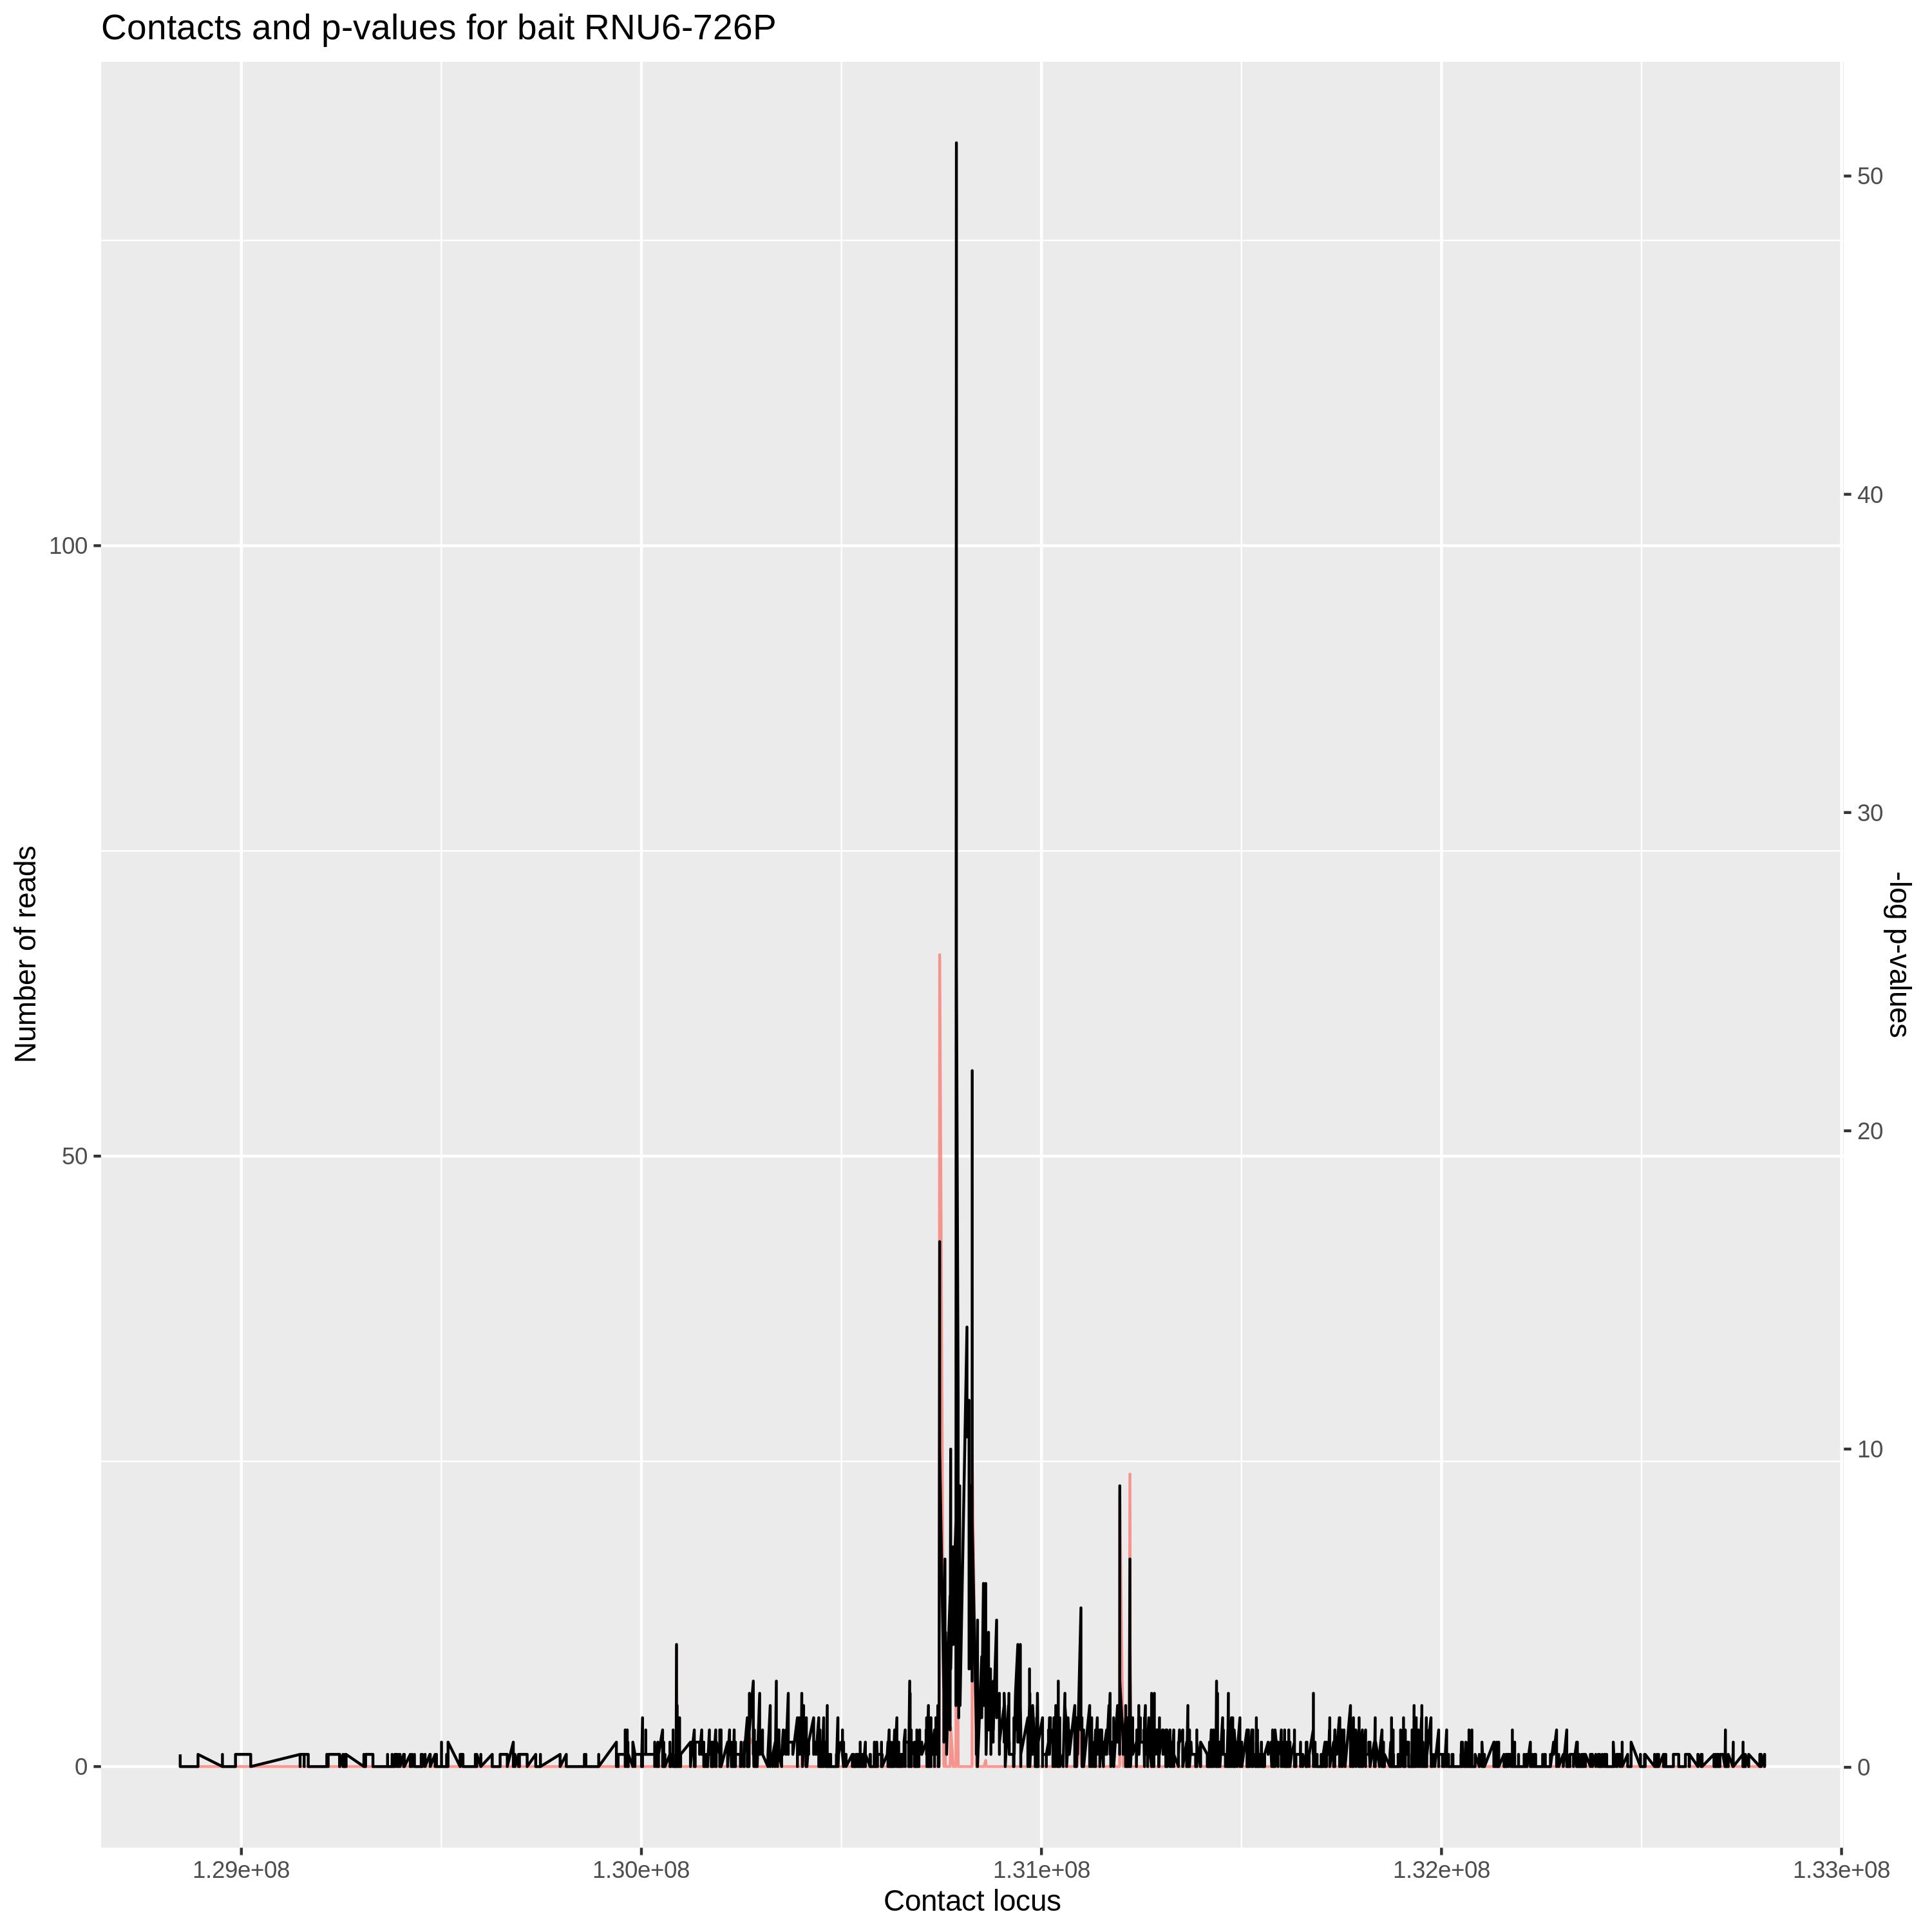 Contacts and p-values for bait RNU6-726P
Number of reads
100
50
0
50
40
30
20
10
0
-log p-values
1.29e+08 1.30e+08 1.31e+08 1.32e+08 1.33e+08
Contact locus